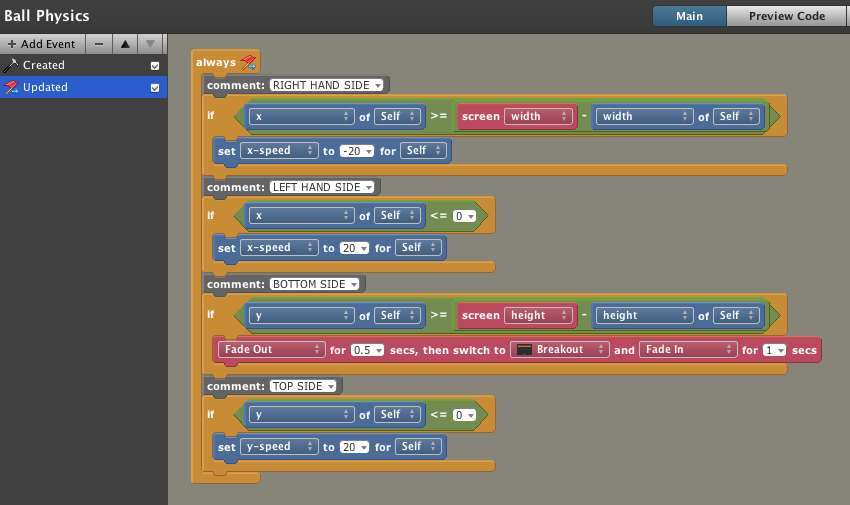 Ball Physics
Main
Preview Code
+ Add Event
Created
Updated
always
comment: RIGHT HAND SIDE
if x of Self >= screen width - width of Self
set x-speed to -20 for Self
comment: LEFT HAND SIDE
if x of Self <= 0
set x-speed to 20 for Self
comment: BOTTOM SIDE
if y of Self >= screen height - height of Self
Fade Out for 0.5 secs, then switch to Breakout and Fade In for 1 secs
comment: TOP SIDE
if y of Self <= 0
set y-speed to 20 for Self